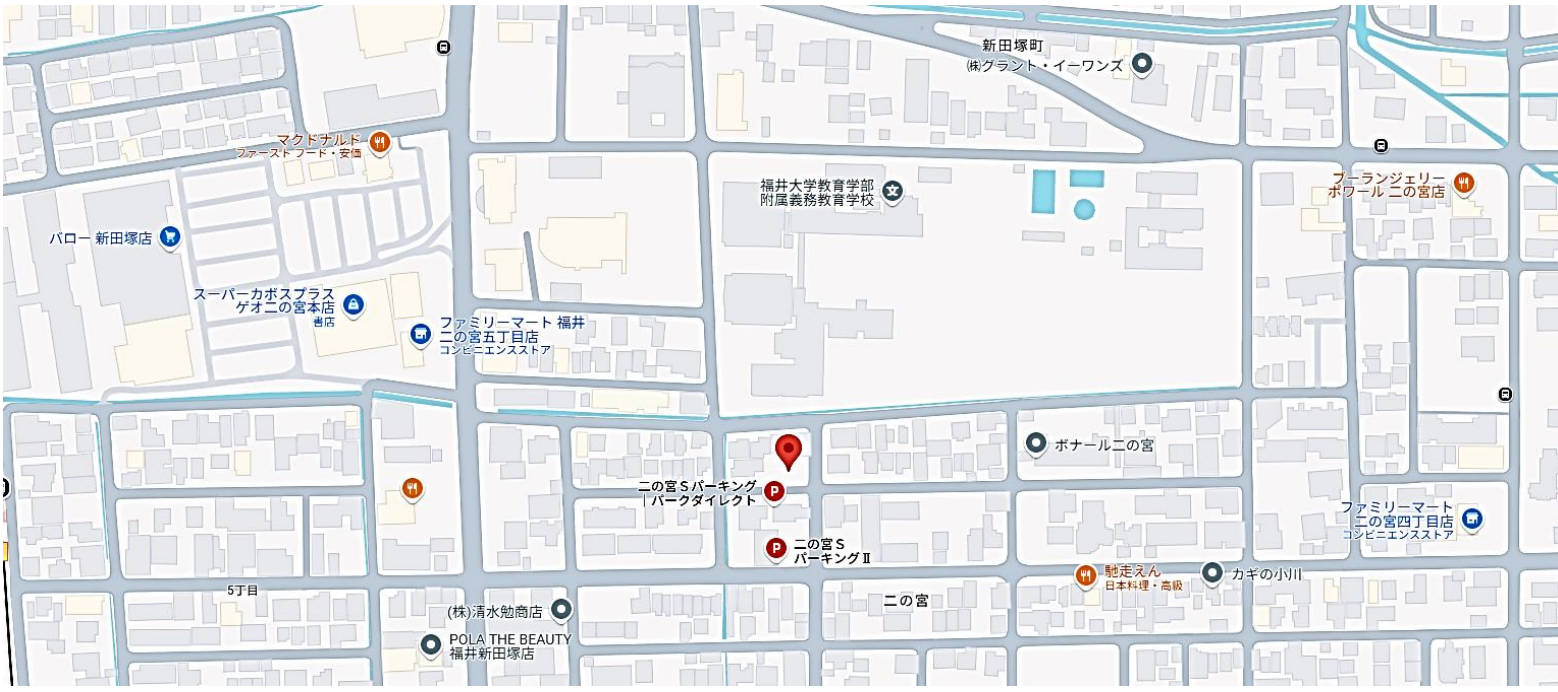 新田塚町
㈱グラント・イーワンズ
マクドナルド
ファーストフード・安価
福井大学教育学部
附属義務教育学校
ブーランジェリー
ポワール 二の宮店
バロー 新田塚店
スーパーカボスプラス
ゲオ二の宮本店
書店
ファミリーマート 福井
二の宮五丁目店
コンビニエンスストア
ボナール二の宮
二の宮Sパーキング
|パークダイレクト
P
ファミリーマート
二の宮四丁目店
コンビニエンスストア
P
二の宮S
パーキングⅡ
馳走えん
日本料理・高級
カギの小川
5丁目
二の宮
(株)清水勉商店
POLA THE BEAUTY
福井新田塚店
文